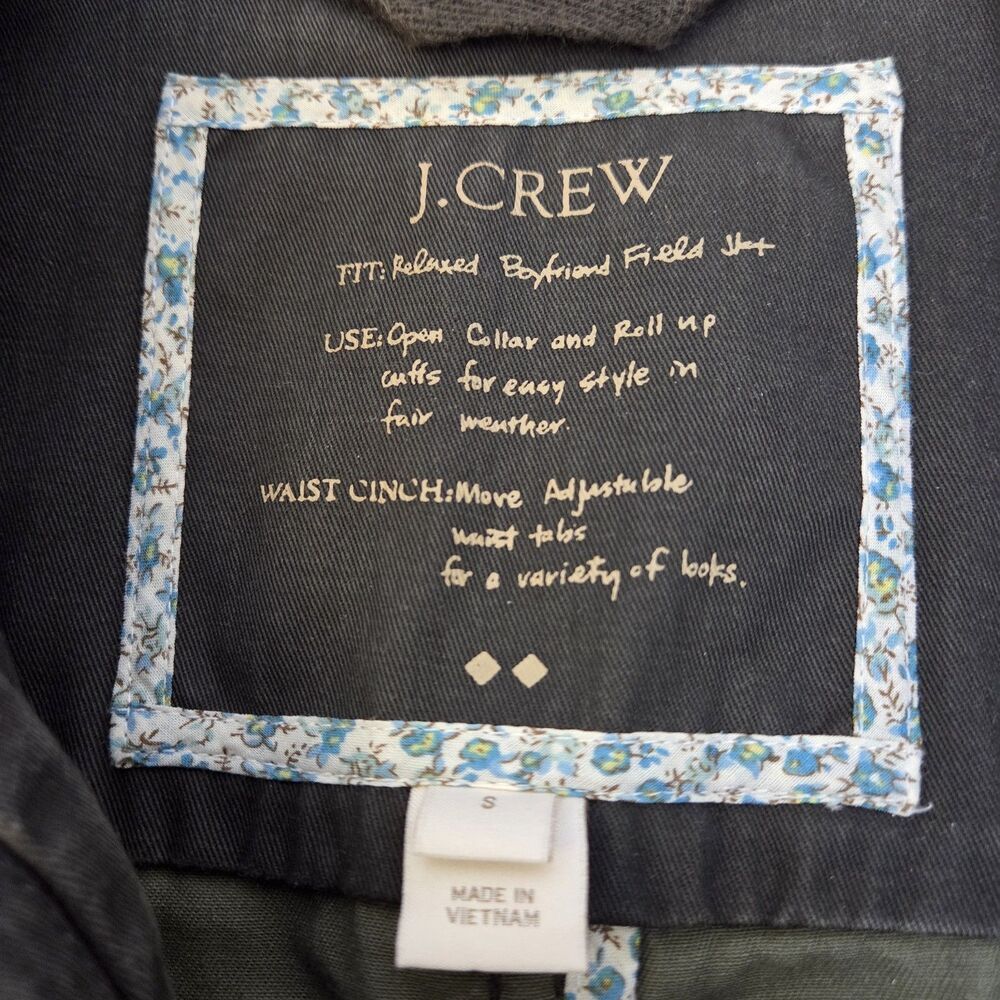 J.CREW
FIT: Relaxed Boyfriend Field Jkt
USE: Open Collar and Roll up
cuffs for easy style in
fair weather.
WAIST CINCH: Move Adjustable
waist tabs
for a variety of looks.
S
MADE IN
VIETNAM